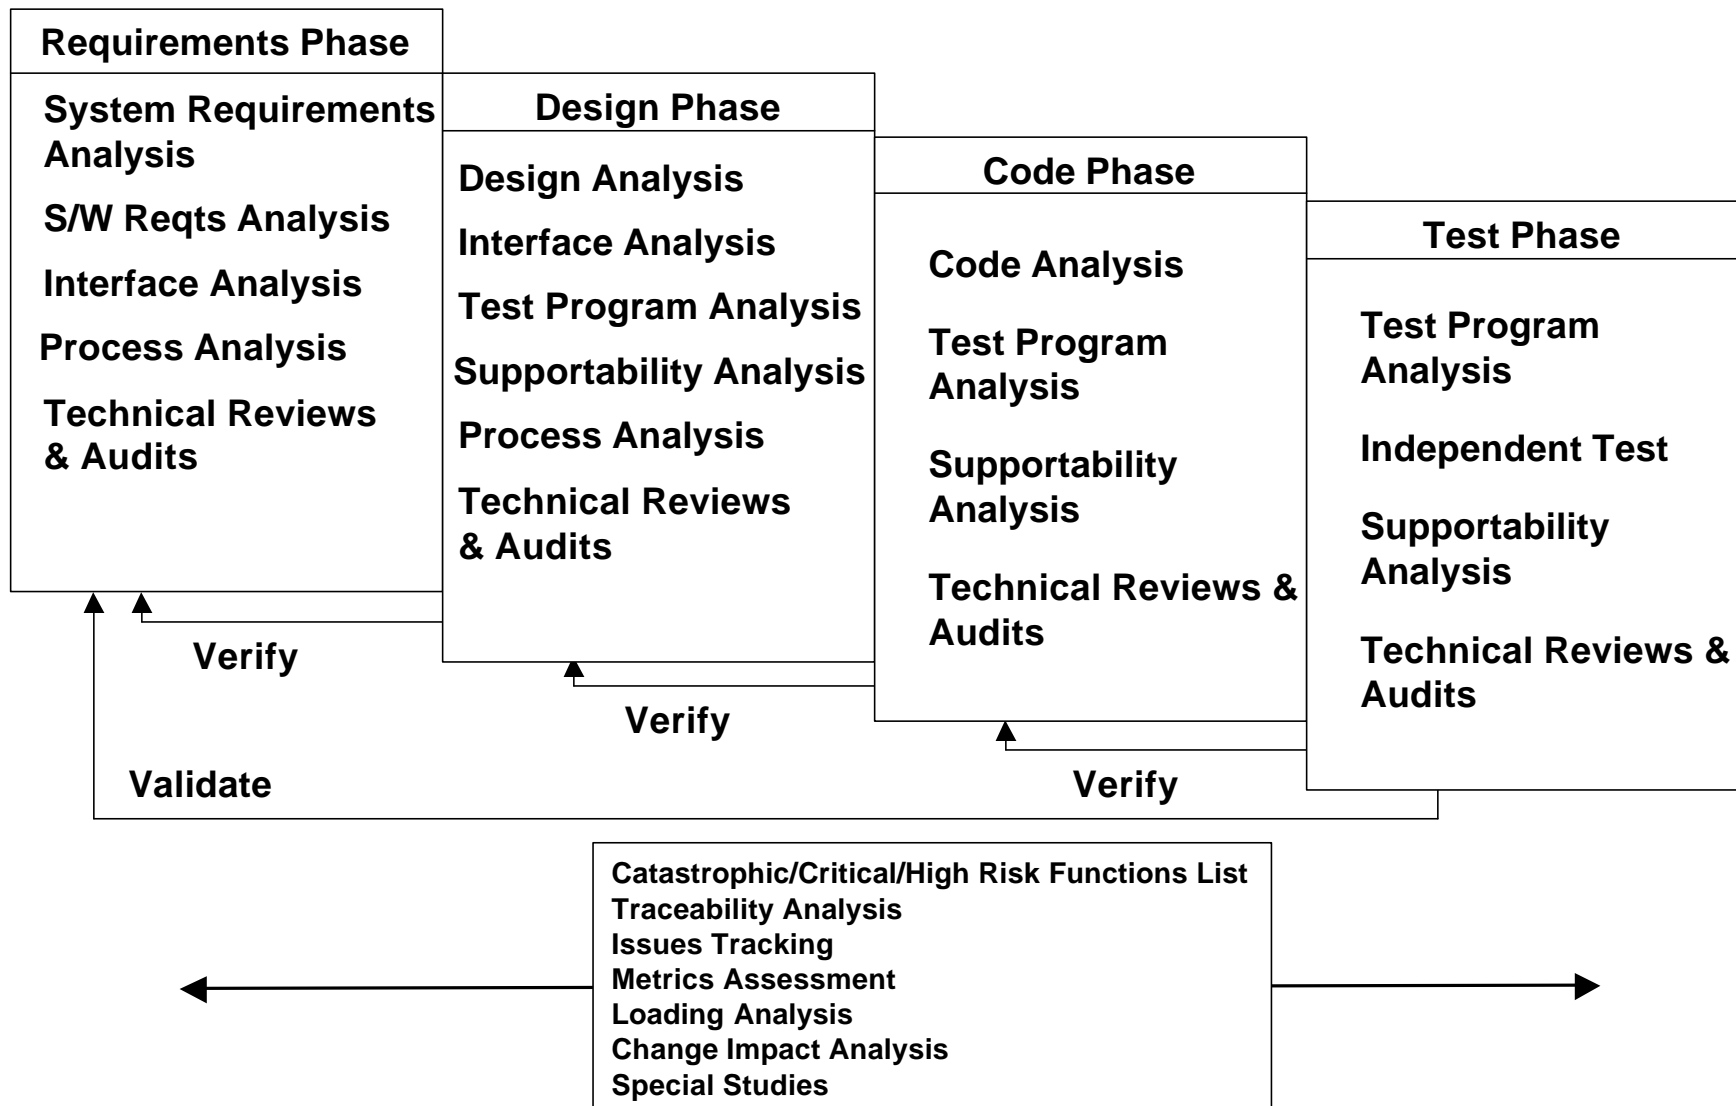 Requirements Phase
System Requirements
Analysis
S/W Reqts Analysis
Interface Analysis
Process Analysis
Technical Reviews
& Audits
Design Phase
Design Analysis
Interface Analysis
Test Program Analysis
Supportability Analysis
Process Analysis
Technical Reviews
& Audits
Code Phase
Code Analysis
Test Program
Analysis
Supportability
Analysis
Technical Reviews &
Audits
Test Phase
Test Program
Analysis
Independent Test
Supportability
Analysis
Technical Reviews &
Audits
Verify
Verify
Verify
Validate
Catastrophic/Critical/High Risk Functions List
Traceability Analysis
Issues Tracking
Metrics Assessment
Loading Analysis
Change Impact Analysis
Special Studies